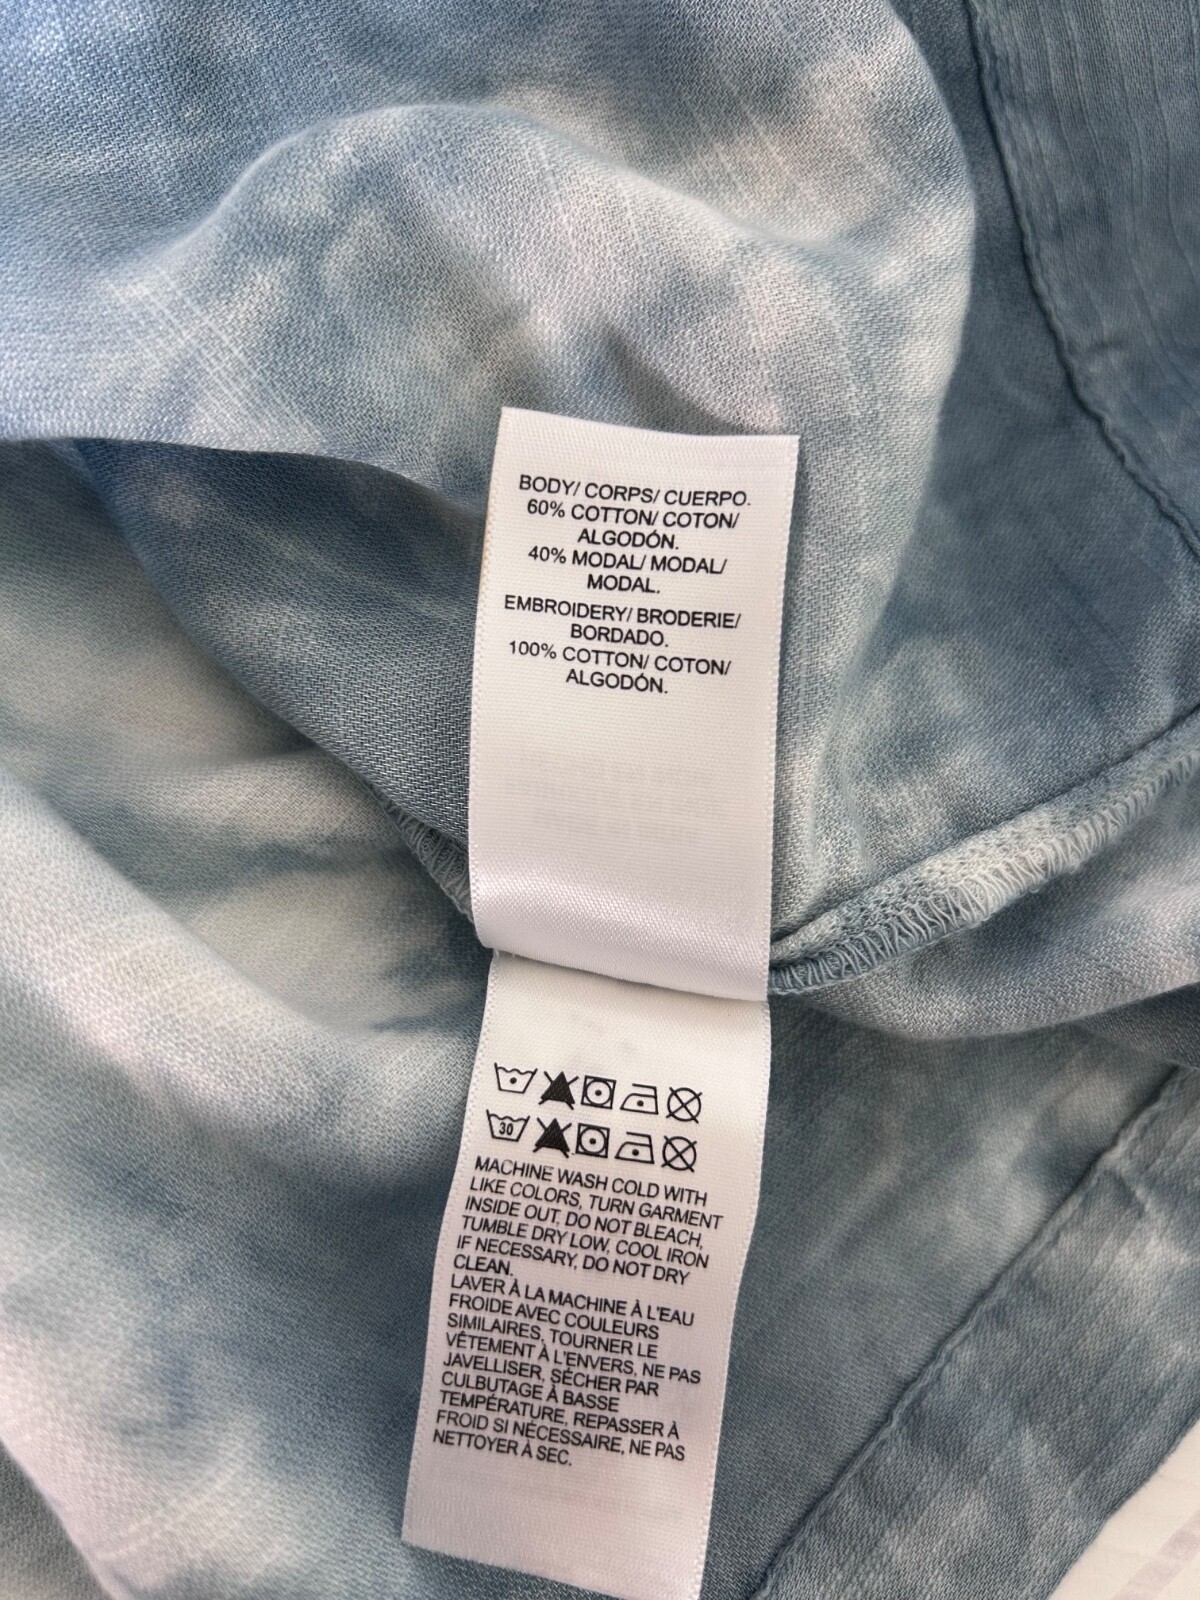 BODY/ CORPS/ CUERPO.
60% COTTON/ COTON/
ALGODÓN.
40% MODAL/ MODAL/
MODAL.
EMBROIDERY/ BRODERIE/
BORDADO.
100% COTTON/ COTON/
ALGODÓN.
30
MACHINE WASH COLD WITH
LIKE COLORS, TURN GARMENT
INSIDE OUT, DO NOT BLEACH,
TUMBLE DRY LOW, COOL IRON
IF NECESSARY, DO NOT DRY
CLEAN.
LAVER À LA MACHINE À L'EAU
FROIDE AVEC COULEURS
SIMILAIRES, TOURNER LE
VÊTEMENT À L'ENVERS, NE PAS
JAVELLISER, SÉCHER PAR
CULBUTAGE À BASSE
TEMPÉRATURE, REPASSER À
FROID SI NÉCESSAIRE, NE PAS
NETTOYER À SEC.